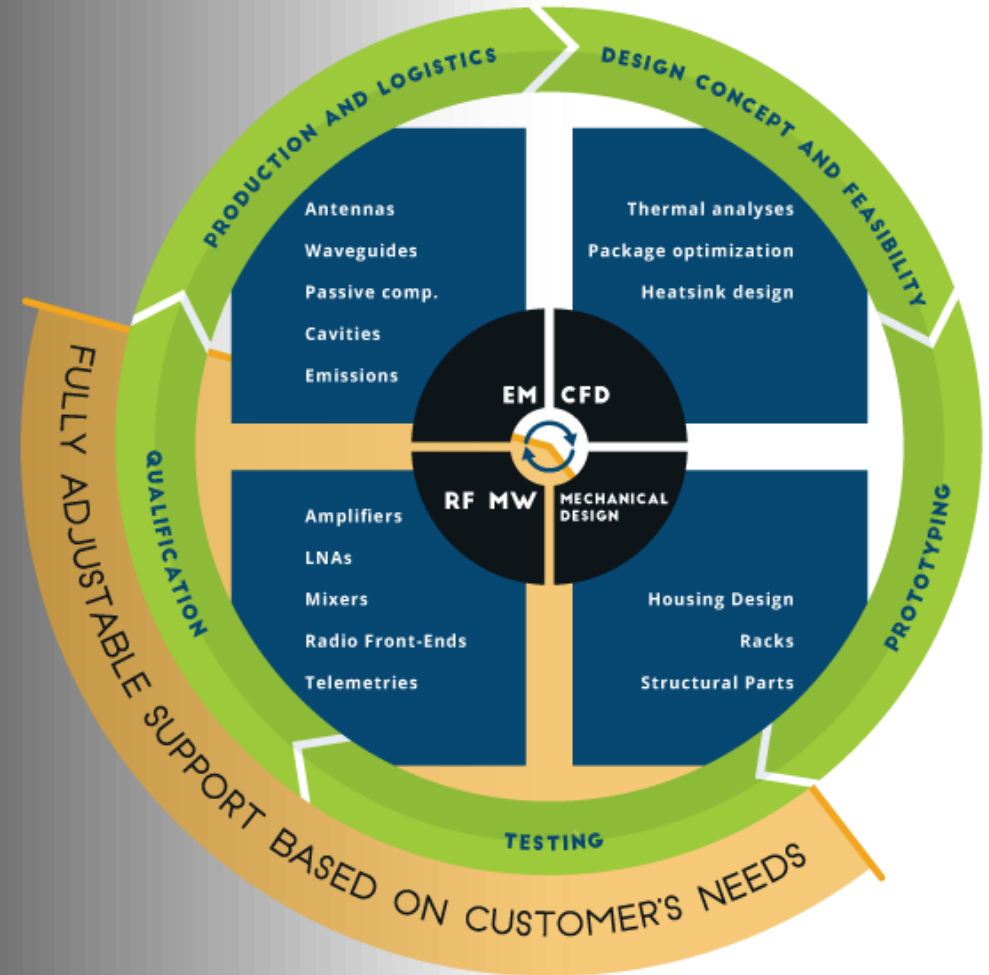 PRODUCTION AND LOGISTICS
DESIGN CONCEPT AND FEASIBILITY
PROTOTYPING
TESTING
QUALIFICATION
FULLY ADJUSTABLE SUPPORT BASED ON CUSTOMER'S NEEDS
Antennas
Waveguides
Passive comp.
Cavities
Emissions
Thermal analyses
Package optimization
Heatsink design
EM
CFD
RF MW
MECHANICAL
DESIGN
Amplifiers
LNAs
Mixers
Radio Front-Ends
Telemetries
Housing Design
Racks
Structural Parts